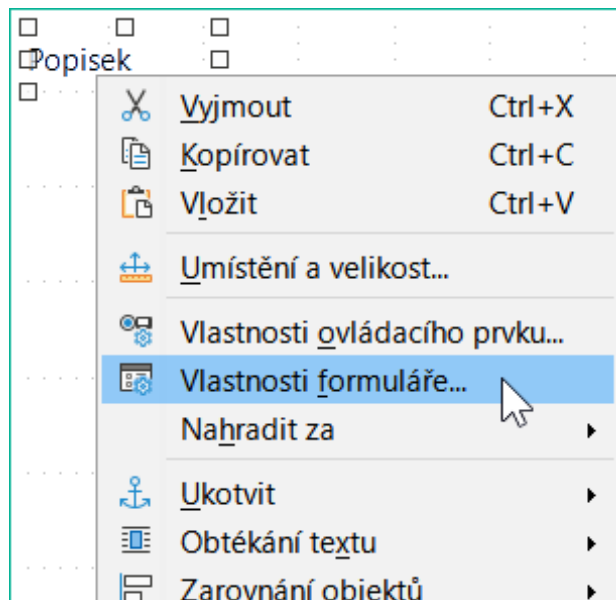 Popisek
Vyjmout Ctrl+X
Kopírovat Ctrl+C
Vložit Ctrl+V
Umístění a velikost...
Vlastnosti ovládacího prvku...
Vlastnosti formuláře...
Nahradit za
Ukotvit
Obtékání textu
Zarovnání objektů